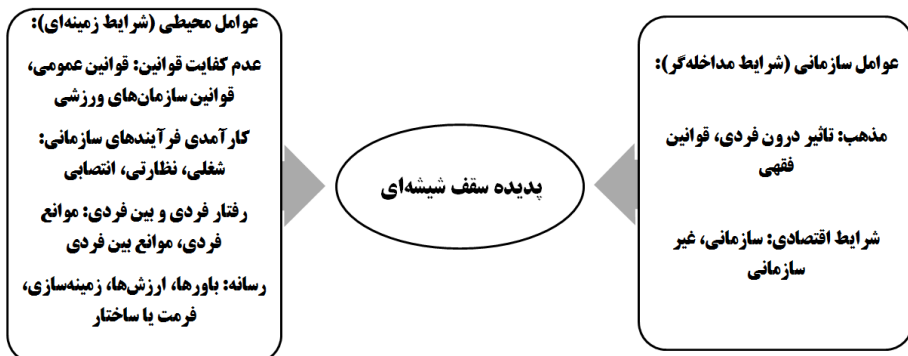 عوامل سازمانی (شرایط مداخله‌گر):
مذهب: تاثیر درون فردی، قوانین
فقهی
شرایط اقتصادی: سازمانی، غیر
سازمانی
پدیده سقف شیشه‌ای
عوامل محیطی (شرایط زمینه‌ای):
عدم کفایت قوانین: قوانین عمومی،
قوانین سازمان‌های ورزشی
کارآمدی فرآیندهای سازمانی:
شغلی، نظارتی، انتصابی
رفتار فردی و بین فردی: موانع
فردی، موانع بین فردی
رسانه: باورها، ارزش‌ها، زمینه‌سازی،
فرمت یا ساختار